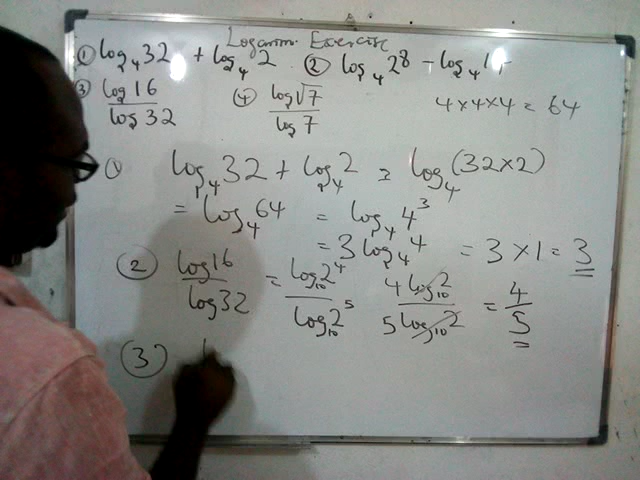 Logarithm Exercise
① log₄32 + log₄2 ② log₄28 - log₄
③ log16/log32 ④ log√7/log7 4×4×4 = 64
① log₄32 + log₄2 = log₄(32×2)
= log₄64 = log₄4³
= 3log₄4 = 3×1 = 3
② log16/log32 = log₁₀2⁴/log₁₀2⁵ 4log₁₀2/5log₁₀2 = 4/5
③